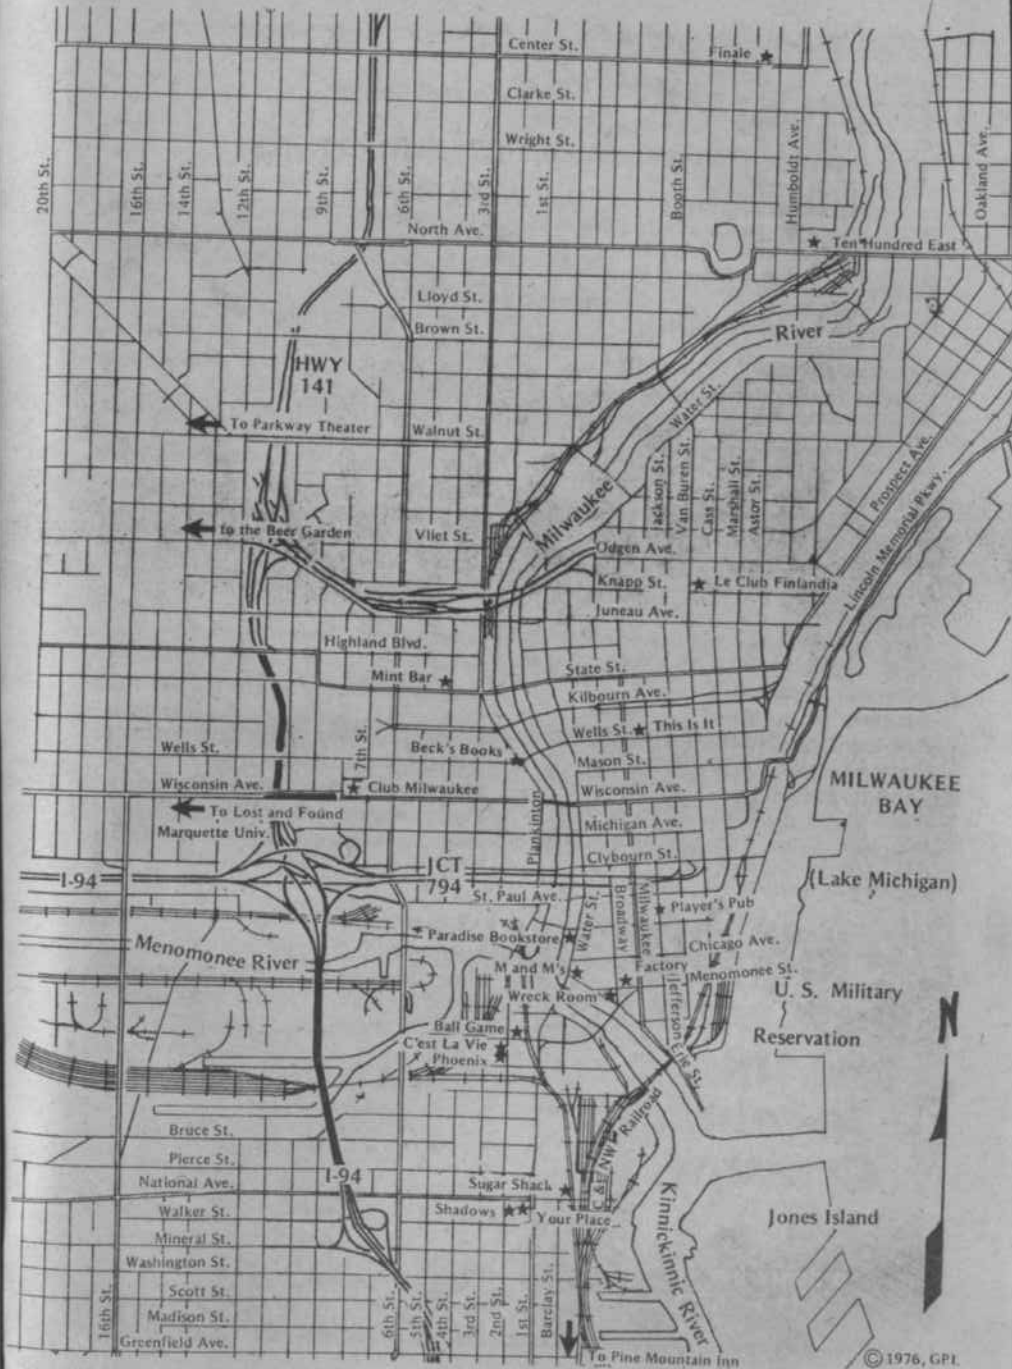 Center St.
Finale
Clarke St.
Wright St.
20th St.
16th St.
14th St.
12th St.
9th St.
6th St.
3rd St.
1st St.
Booth St.
Humboldt Ave.
Oakland Ave.
North Ave.
Ten Hundred East
Lloyd St.
Brown St.
River
HWY
141
Water St.
To Parkway Theater
Walnut St.
Prospect Ave.
Jackson St.
Van Buren St.
Cass St.
Marshall St.
Astor St.
Lincoln Memorial Pkwy.
Milwaukee
to the Beer Garden
Vliet St.
Odgen Ave.
Knapp St.
Le Club Finlandia
Juneau Ave.
Highland Blvd.
State St.
Mint Bar
Kilbourn Ave.
7th St.
Wells St.
This Is It
Wells St.
Beck's Books
Mason St.
Wisconsin Ave.
Club Milwaukee
Wisconsin Ave.
MILWAUKEE
BAY
To Lost and Found
Marquette Univ.
Plankinton
Michigan Ave.
Clybourn St.
I-94
JCT
794
(Lake Michigan)
St. Paul Ave.
Water St.
Broadway
Milwaukee
Player's Pub
Paradise Bookstore
Chicago Ave.
Menomonee River
M and M's
Factory
Menomonee St.
Wreck Room
Jefferson
U. S. Military
Reservation
N
Ball Game
C'est La Vie
Phoenix
Erie St.
C & NW Railroad
Bruce St.
Pierce St.
I-94
National Ave.
Sugar Shack
Walker St.
Shadows
Your Place
Kinnickinnic River
Jones Island
Mineral St.
Washington St.
Scott St.
Madison St.
Greenfield Ave.
16th St.
6th St.
5th St.
4th St.
3rd St.
2nd St.
1st St.
Barclay St.
To Pine Mountain Inn
© 1976, GPI.